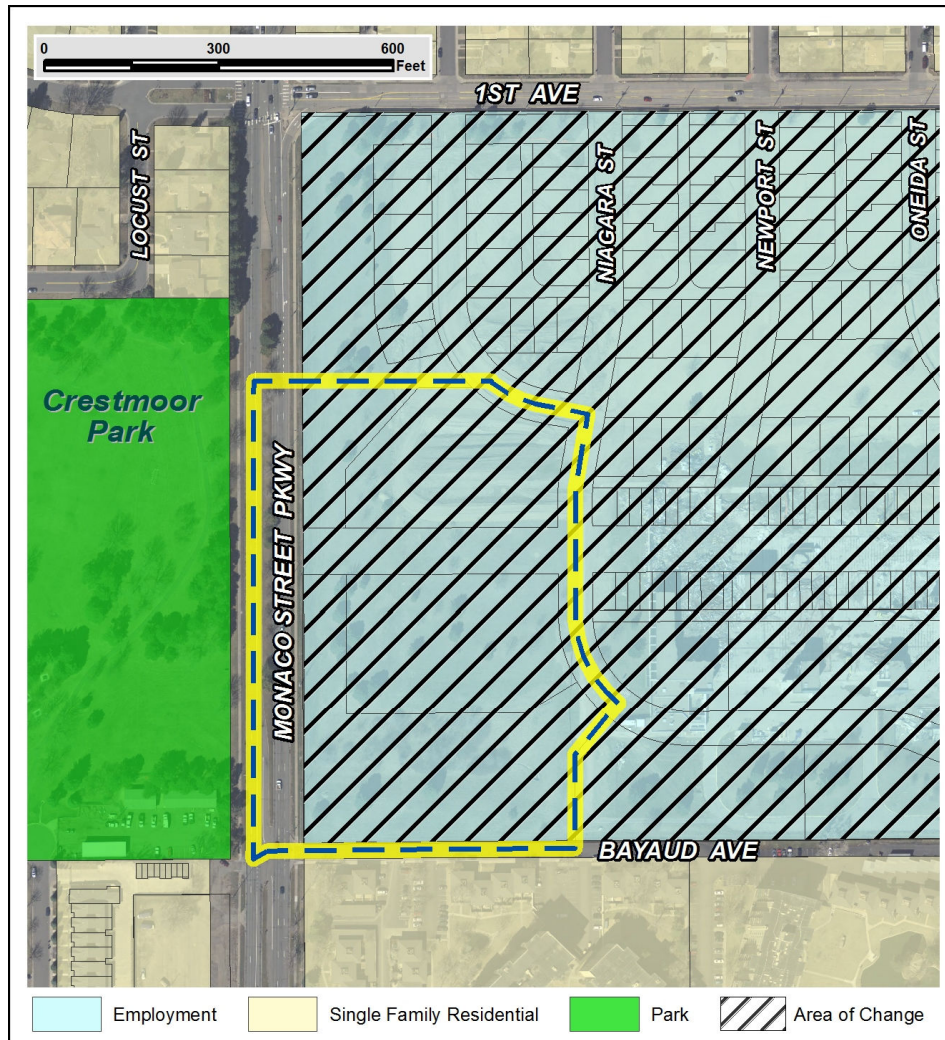 0 300 600
Feet
1ST AVE
LOCUST ST
NIAGARA ST
NEWPORT ST
ONEIDA ST
Crestmoor
Park
MONACO STREET PKWY
BAYAUD AVE
Employment Single Family Residential Park Area of Change